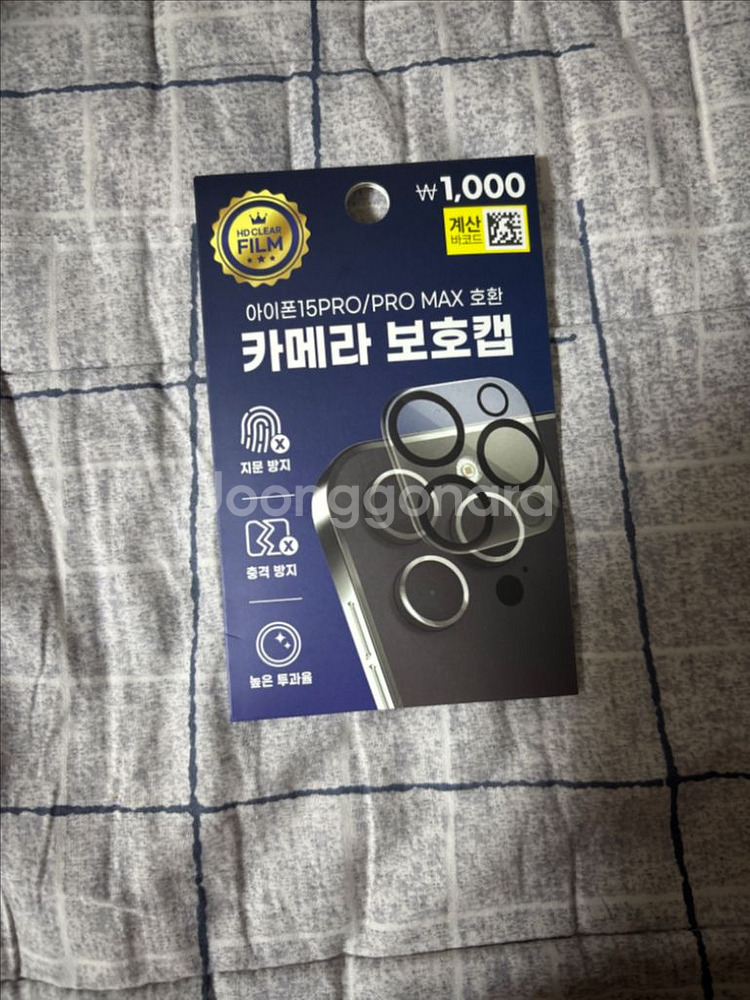 ₩1,000
계산
바코드
HD CLEAR
FILM
아이폰15PRO/PRO MAX 호환
카메라 보호캡
지문 방지
충격 방지
높은 투과율
Joonggonara